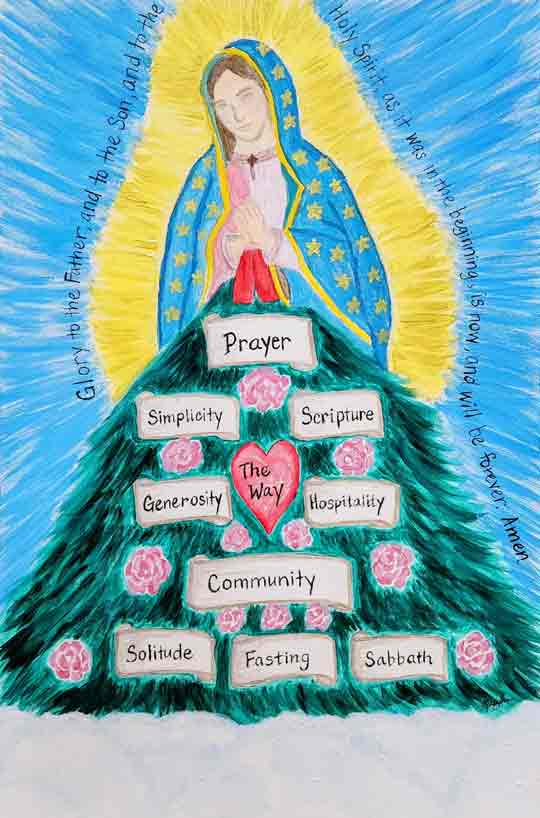 Glory to the Father, and to the Son, and to the
Holy Spirit as it was in the beginning, is now and will be forever. Amen
Prayer
Simplicity
Scripture
The
Way
Generosity
Hospitality
Community
Solitude
Fasting
Sabbath